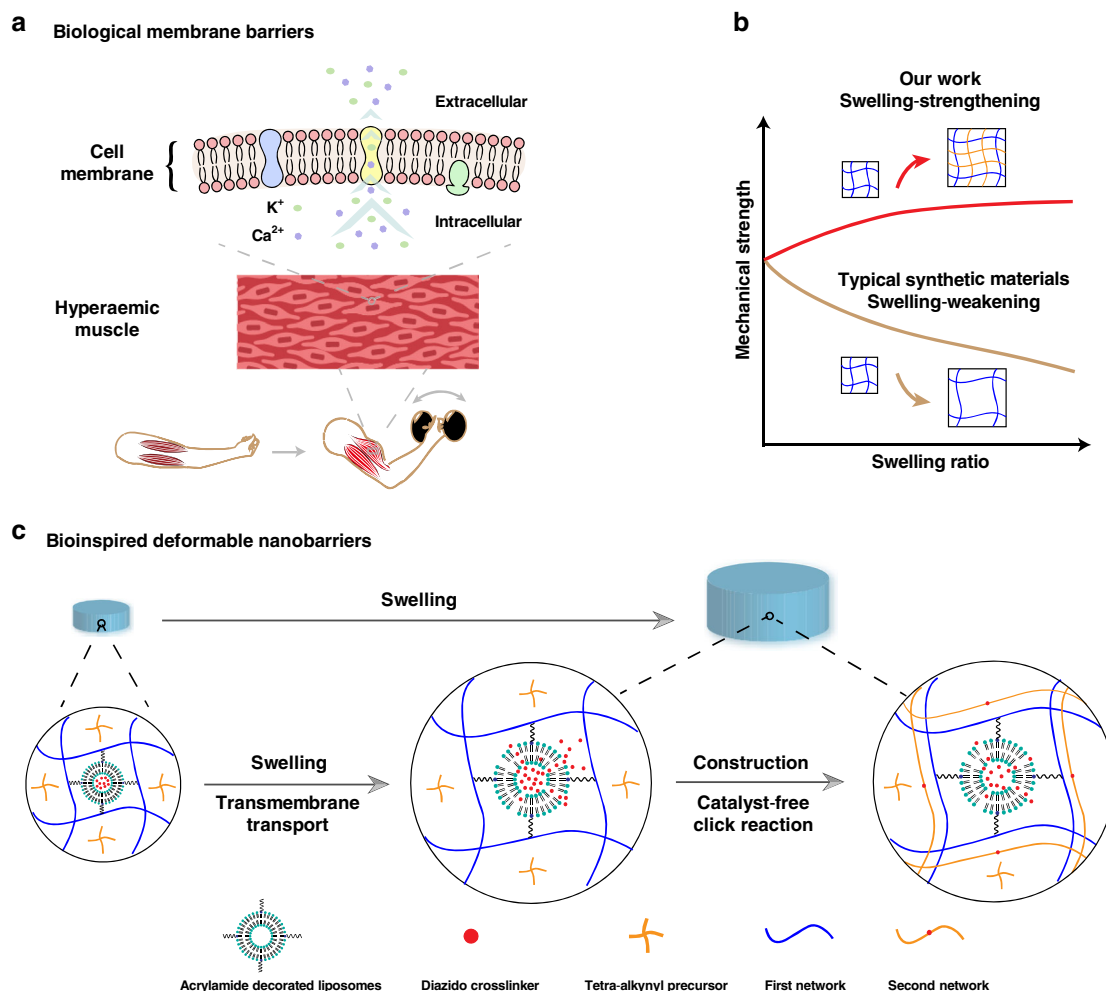 a
Biological membrane barriers
Extracellular
Cell
membrane
K+
Ca2+
Intracellular
Hyperaemic
muscle
b
Our work
Swelling-strengthening
Mechanical strength
Typical synthetic materials
Swelling-weakening
Swelling ratio
c
Bioinspired deformable nanobarriers
Swelling
Swelling
Transmembrane
transport
Construction
Catalyst-free
click reaction
Acrylamide decorated liposomes
Diazido crosslinker
Tetra-alkynyl precursor
First network
Second network